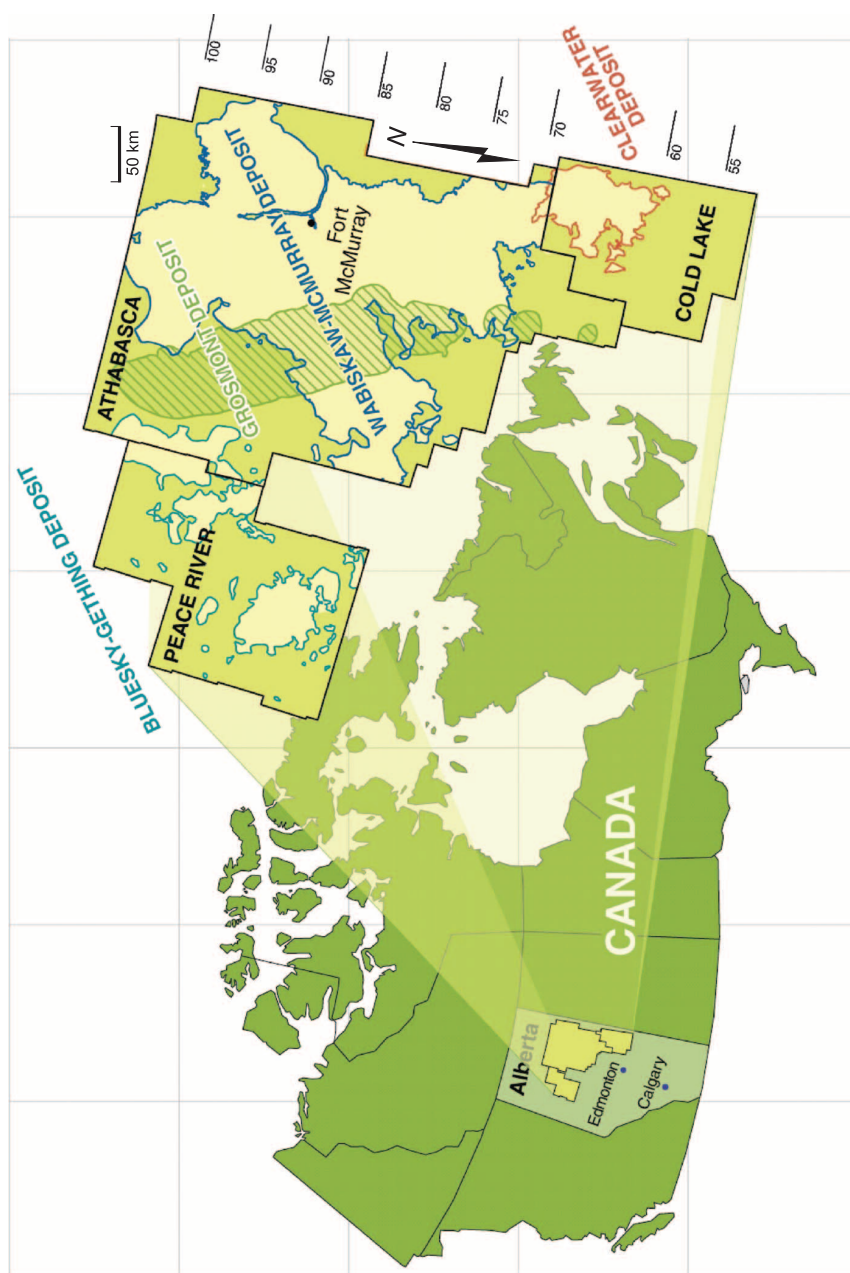 100
95
90
85
80
75
70
60
55
50 km
N
CLEARWATER
DEPOSIT
ATHABASCA
GROSMONT DEPOSIT
WABISKAW-MCMURRAY DEPOSIT
Fort
McMurray
COLD LAKE
BLUESKY-GETHING DEPOSIT
PEACE RIVER
CANADA
Alberta
Edmonton
Calgary